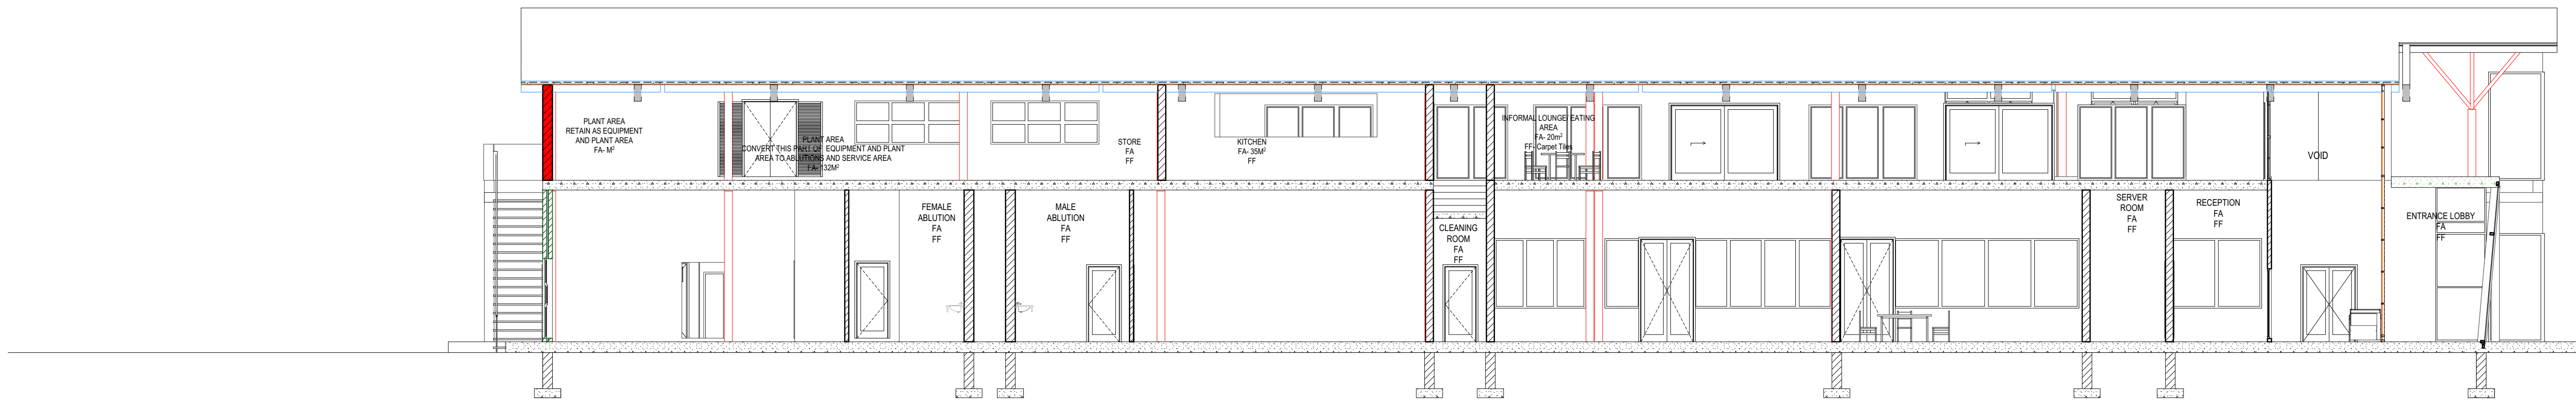 PLANT AREA
RETAIN AS EQUIPMENT
AND PLANT AREA
FA- M²
PLANT AREA
CONVERT THIS PART OF EQUIPMENT AND PLANT
AREA TO ABLUTIONS AND SERVICE AREA
FA- 132M²
STORE
FA
FF
KITCHEN
FA- 35M²
FF
INFORMAL LOUNGE/ EATING
AREA
FA- 20m²
FF- Carpet Tiles
VOID
FEMALE
ABLUTION
FA
FF
MALE
ABLUTION
FA
FF
CLEANING
ROOM
FA
FF
SERVER
ROOM
FA
FF
RECEPTION
FA
FF
ENTRANCE LOBBY
FA
FF